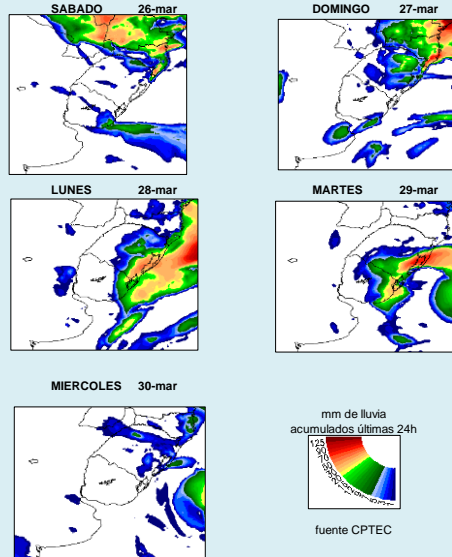 SABADO 26-mar
DOMINGO 27-mar
LUNES 28-mar
MARTES 29-mar
MIERCOLES 30-mar
mm de lluvia
acumulados últimas 24h
125
fuente CPTEC